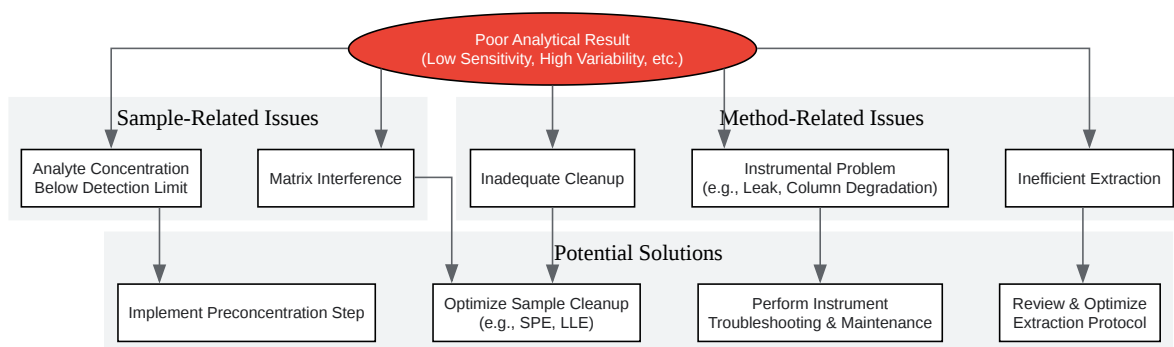 Poor Analytical Result
(Low Sensitivity, High Variability, etc.)
Sample-Related Issues
Method-Related Issues
Analyte Concentration
Below Detection Limit
Matrix Interference
Inadequate Cleanup
Instrumental Problem
(e.g., Leak, Column Degradation)
Inefficient Extraction
Potential Solutions
Implement Preconcentration Step
Optimize Sample Cleanup
(e.g., SPE, LLE)
Perform Instrument
Troubleshooting & Maintenance
Review & Optimize
Extraction Protocol